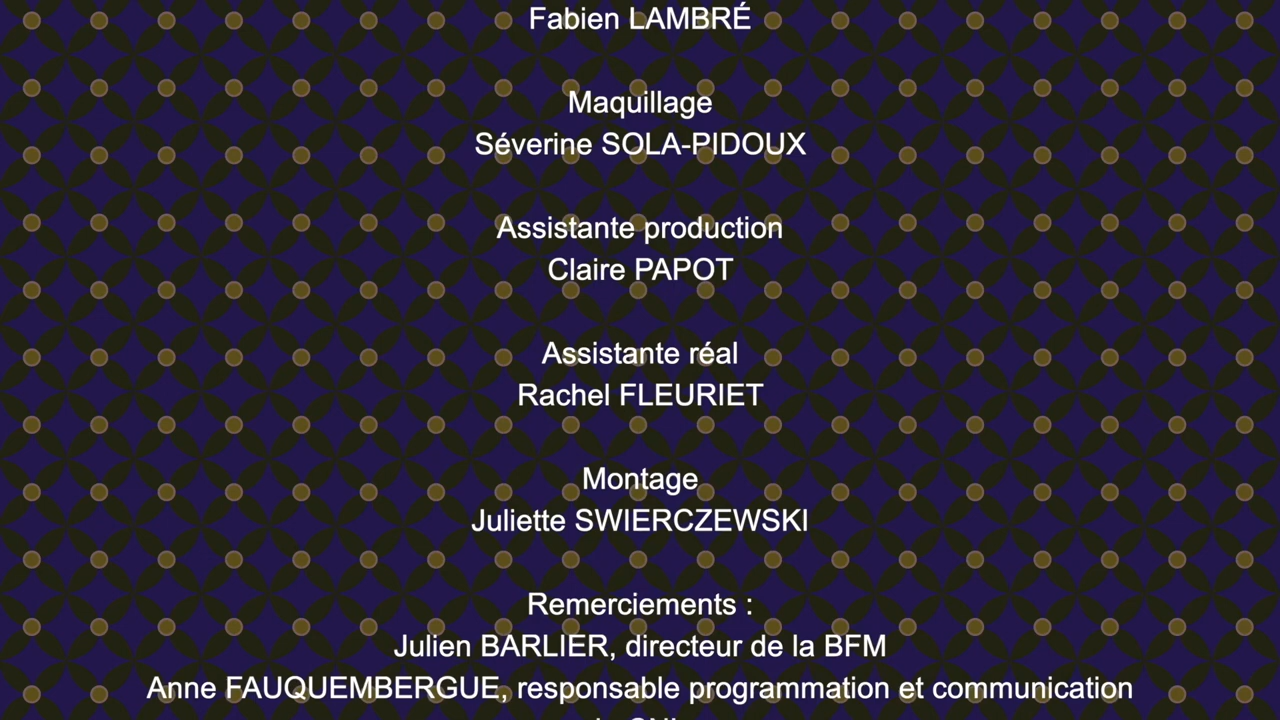 Fabien LAMBRÉ
Maquillage
Séverine SOLA-PIDOUX
Assistante production
Claire PAPOT
Assistante réal
Rachel FLEURIET
Montage
Juliette SWIERCZEWSKI
Remerciements :
Julien BARLIER, directeur de la BFM
Anne FAUQUEMBERGUE, responsable programmation et communication